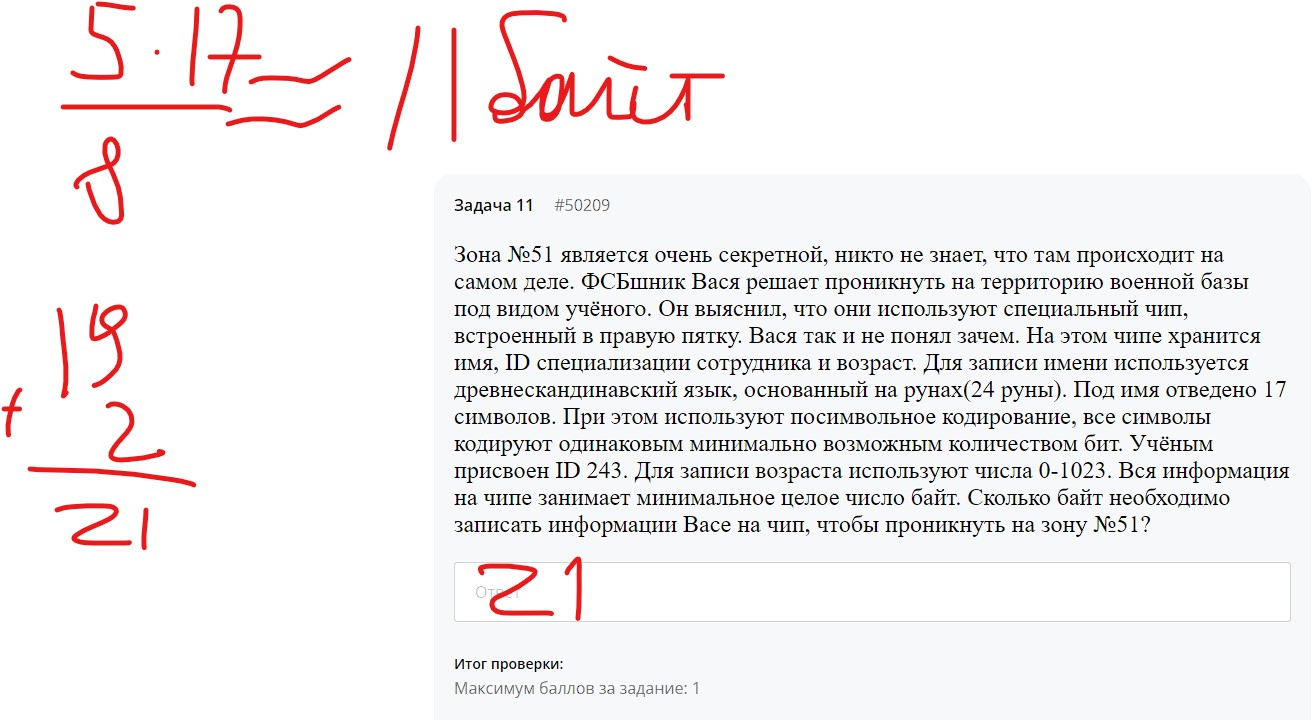 5·17
8
≈ 11 байт
Задача 11 #50209
Зона №51 является очень секретной, никто не знает, что там происходит на
самом деле. ФСБшник Вася решает проникнуть на территорию военной базы
под видом учёного. Он выяснил, что они используют специальный чип,
встроенный в правую пятку. Вася так и не понял зачем. На этом чипе хранится
имя, ID специализации сотрудника и возраст. Для записи имени используется
древнескандинавский язык, основанный на рунах(24 руны). Под имя отведено 17
символов. При этом используют посимвольное кодирование, все символы
кодируют одинаковым минимально возможным количеством бит. Учёным
присвоен ID 243. Для записи возраста используют числа 0-1023. Вся информация
на чипе занимает минимальное целое число байт. Сколько байт необходимо
записать информации Васе на чип, чтобы проникнуть на зону №51?
19
+ 2
21
Ответ
21
Итог проверки:
Максимум баллов за задание: 1